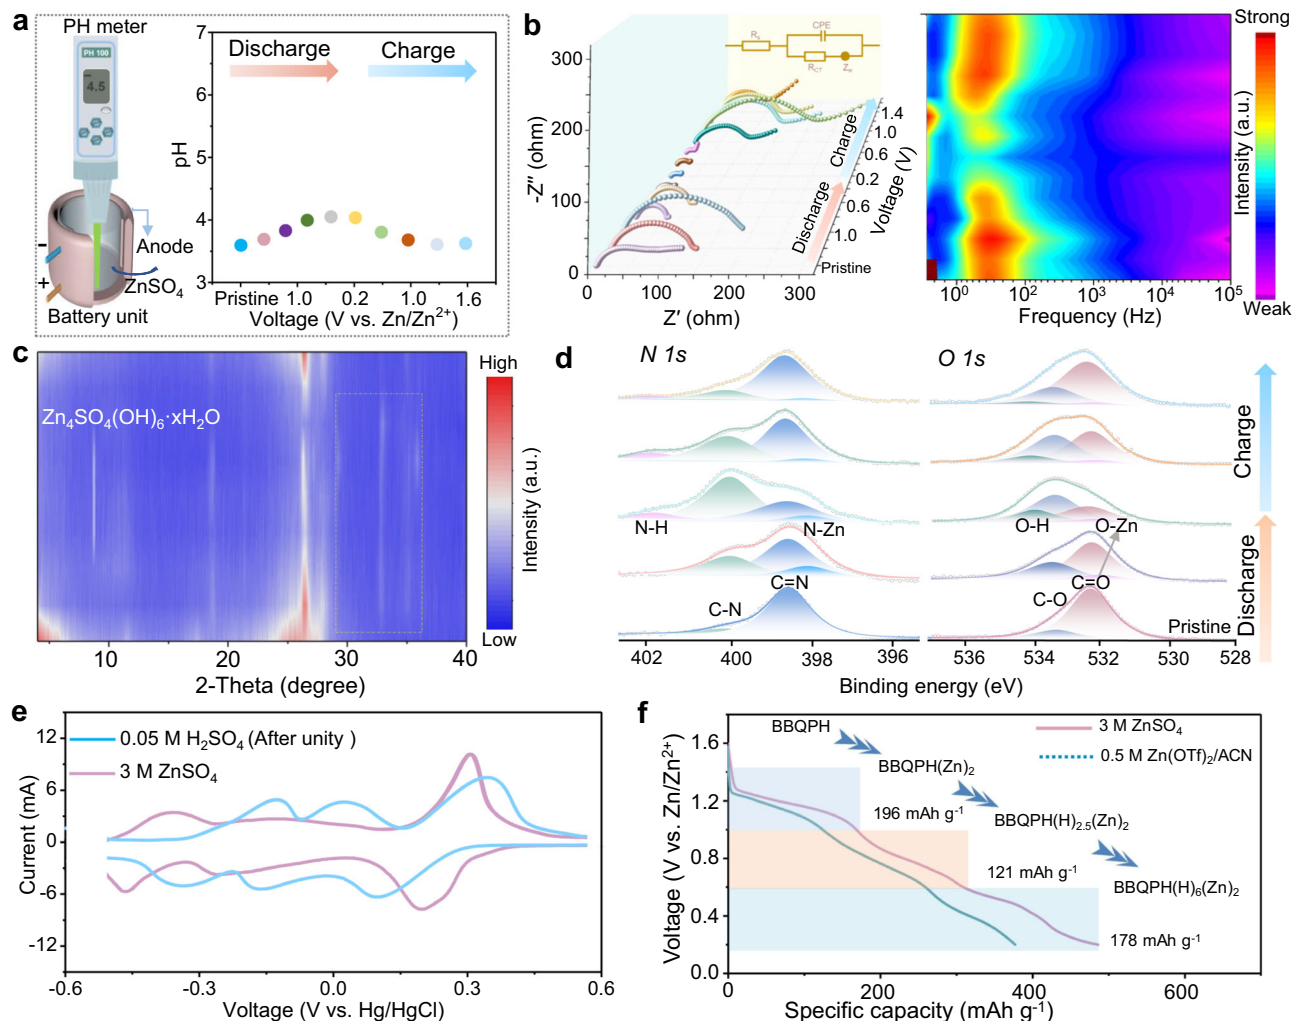 a
PH meter
PH 100
4.5
Anode
ZnSO4
Battery unit
Discharge
Charge
pH
7
6
5
4
3
Pristine
1.0
0.2
1.0
1.6
Voltage (V vs. Zn/Zn2+)
b
-Z'' (ohm)
300
200
100
0
0
100
200
300
Z' (ohm)
Rs
CPE
RCT
Zw
Discharge
Charge
Voltage (V)
Pristine
1.0
0.6
0.2
0.6
1.0
1.4
Strong
Intensity (a.u.)
Weak
10^0
10^1
10^2
10^3
10^4
10^5
Frequency (Hz)
c
Zn4SO4(OH)6·xH2O
High
Intensity (a.u.)
Low
10
20
30
40
2-Theta (degree)
d
N 1s
O 1s
N-H
N-Zn
C=N
C-N
O-H
O-Zn
C=O
C-O
Pristine
Charge
Discharge
402
400
398
396
536
534
532
530
528
Binding energy (eV)
e
0.05 M H2SO4 (After unity )
3 M ZnSO4
Current (mA)
12
6
0
-6
-12
-0.6
-0.3
0.0
0.3
0.6
Voltage (V vs. Hg/HgCl)
f
BBQPH
BBQPH(Zn)2
BBQPH(H)2.5(Zn)2
BBQPH(H)6(Zn)2
3 M ZnSO4
0.5 M Zn(OTf)2/ACN
196 mAh g-1
121 mAh g-1
178 mAh g-1
Voltage (V vs. Zn/Zn2+)
1.6
1.2
0.8
0.4
0.0
0
200
400
600
Specific capacity (mAh g-1)